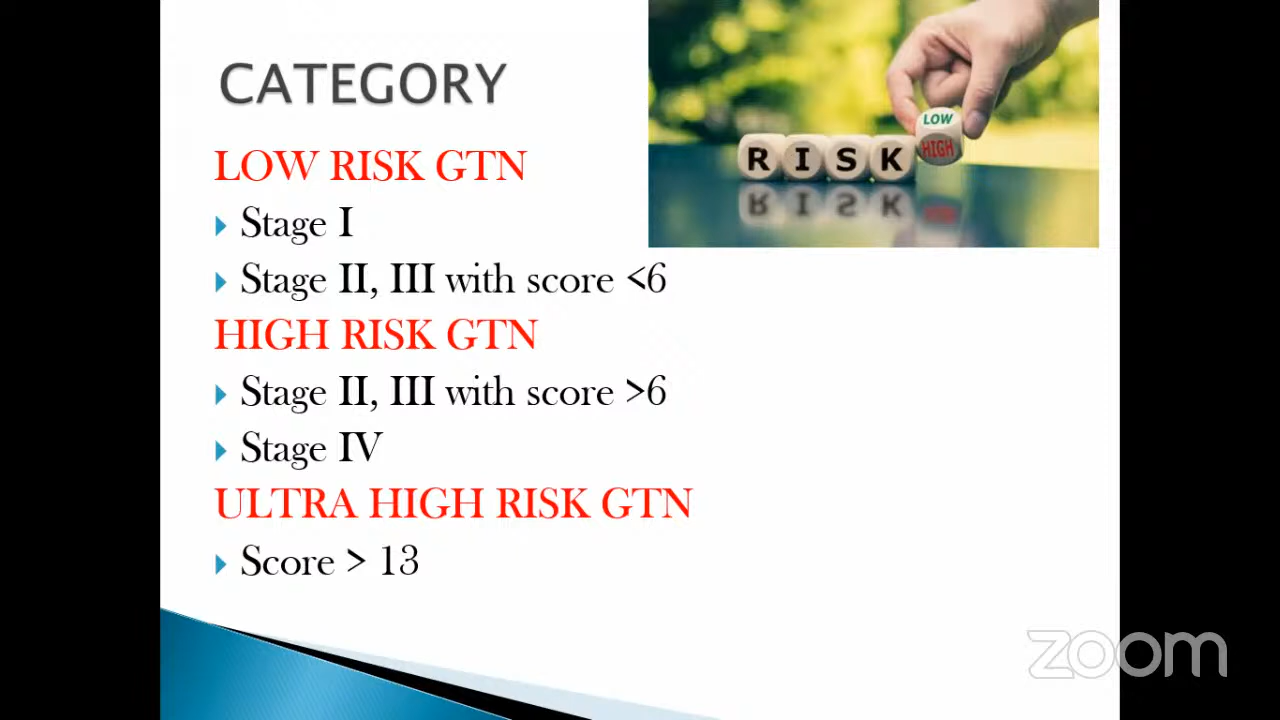 CATEGORY
LOW RISK GTN
Stage I
Stage II, III with score <6
HIGH RISK GTN
Stage II, III with score >6
Stage IV
ULTRA HIGH RISK GTN
Score > 13
LOW
RISK HIGH
zoom